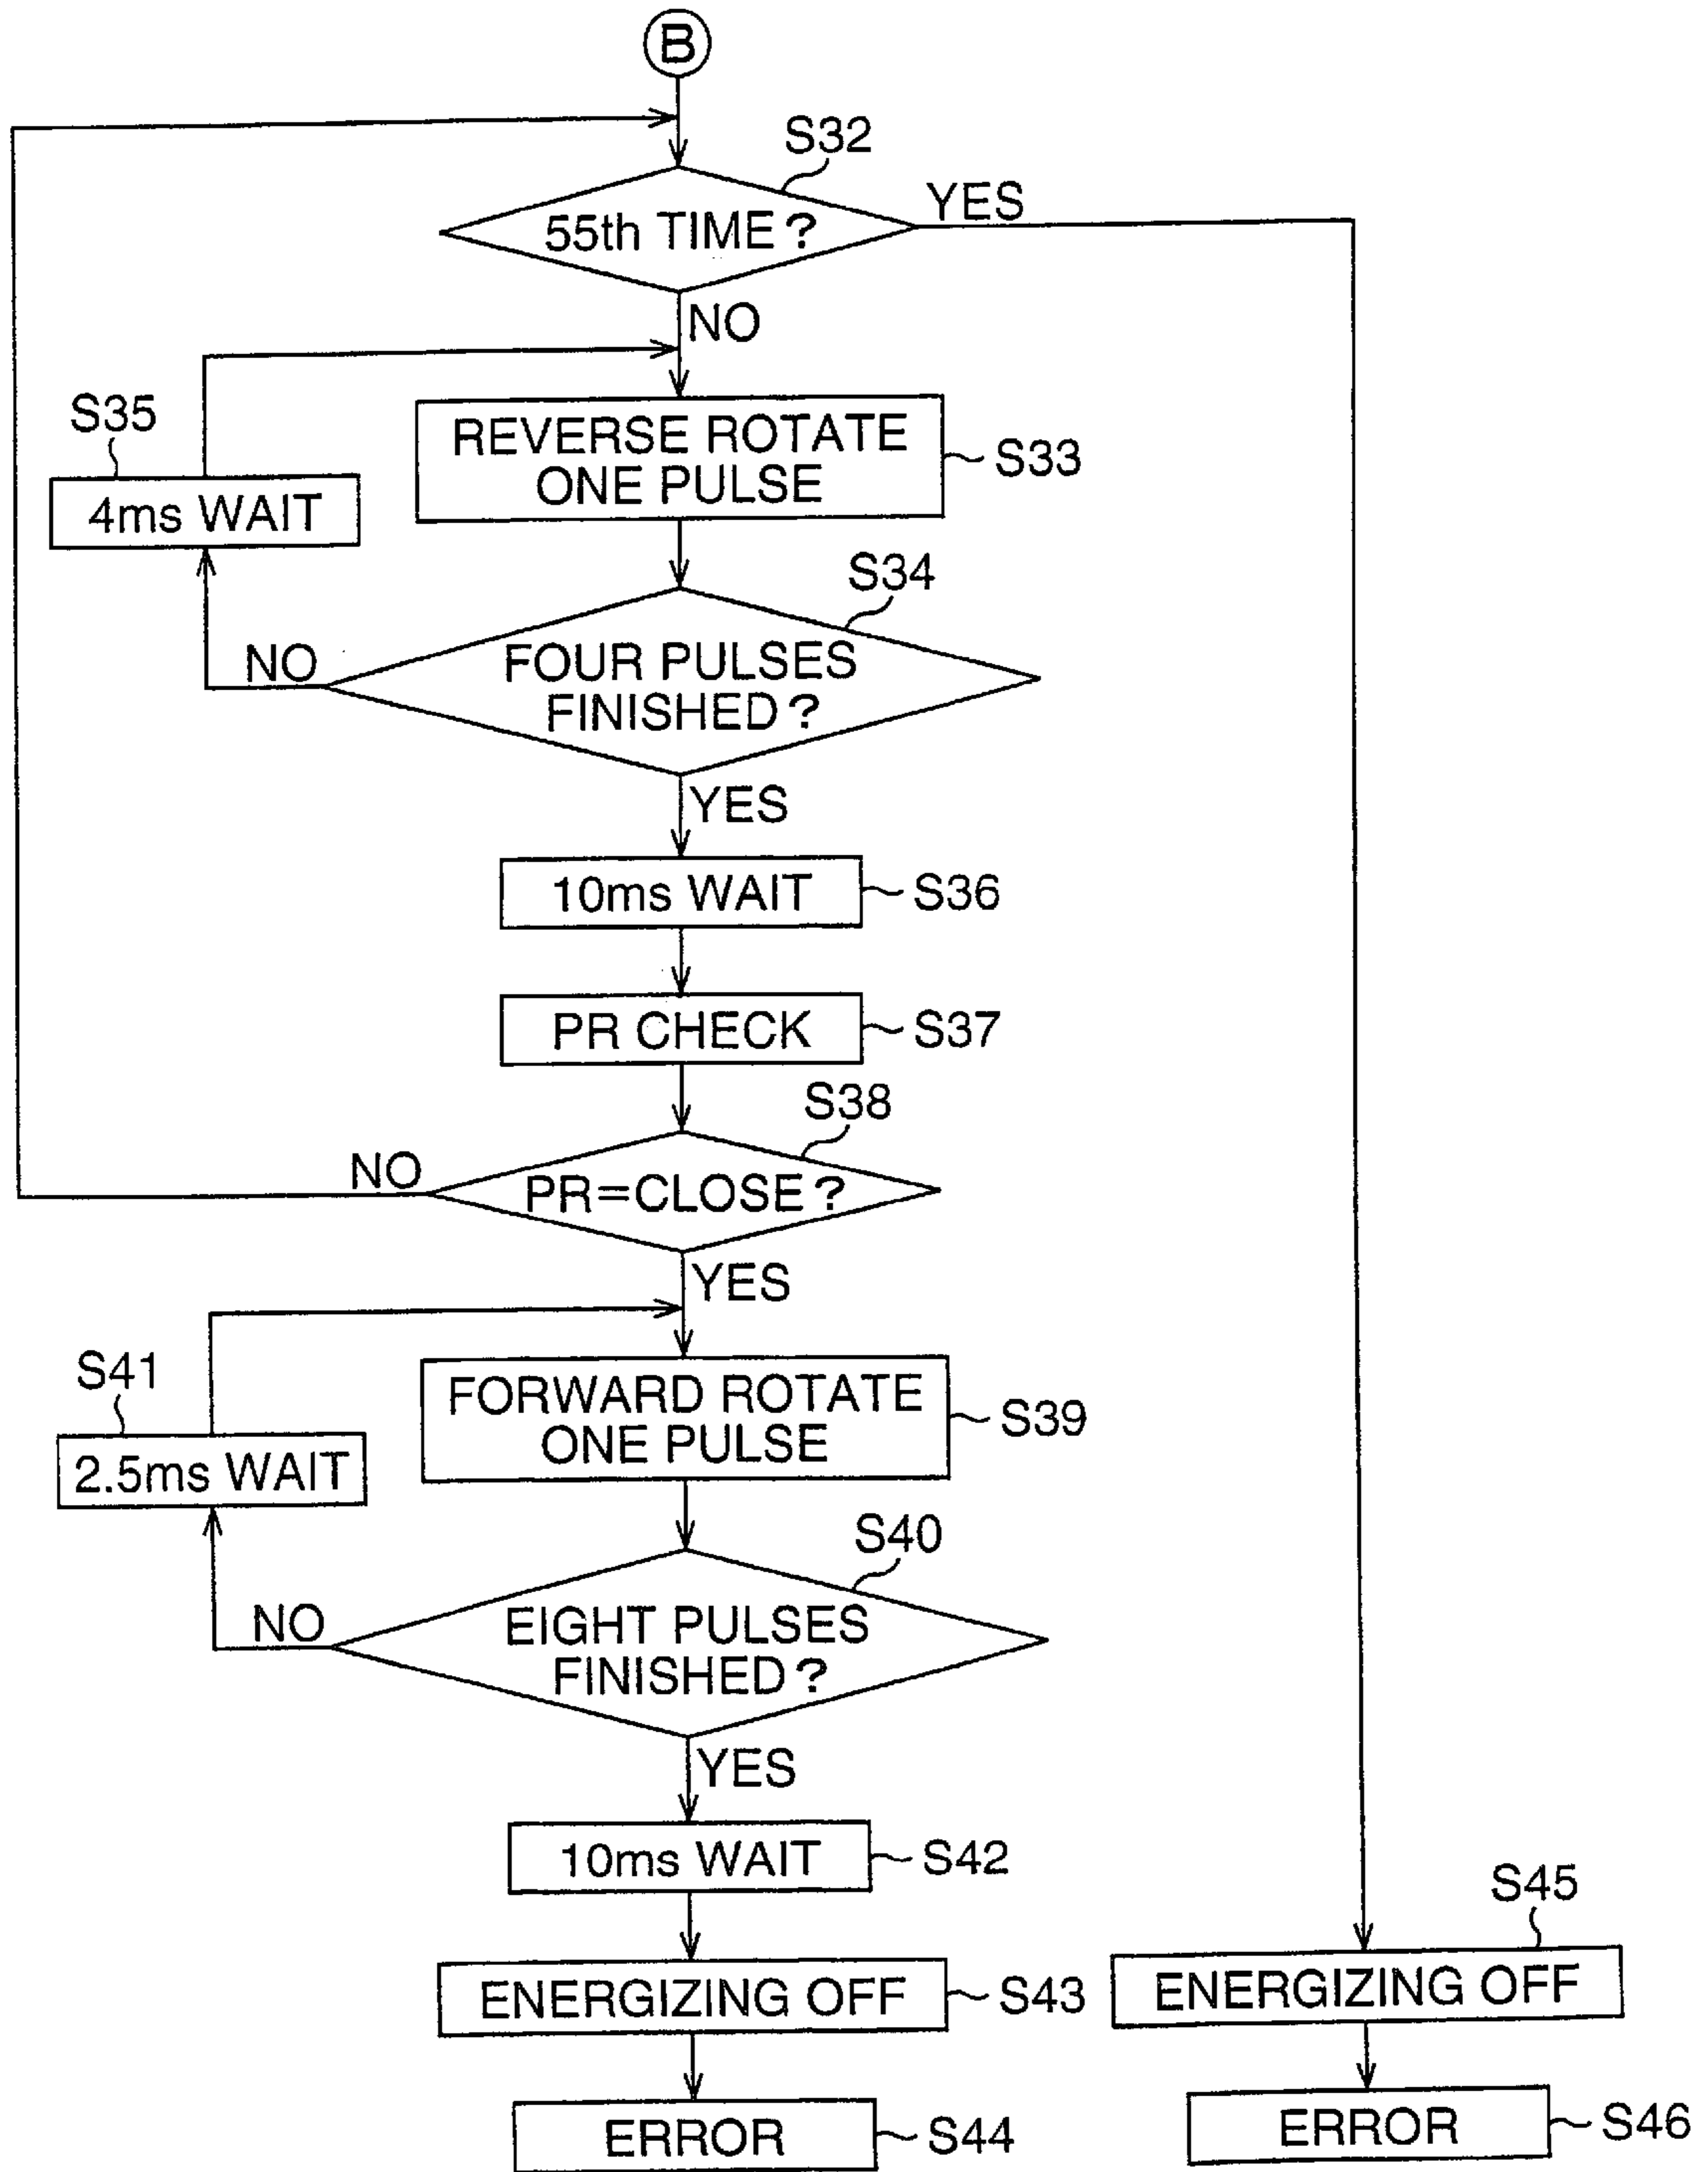 B
S32
55th TIME?
YES
NO
S35
REVERSE ROTATE
ONE PULSE
S33
4ms WAIT
S34
FOUR PULSES
FINISHED?
NO
YES
10ms WAIT
S36
PR CHECK
S37
S38
PR=CLOSE?
NO
YES
S41
FORWARD ROTATE
ONE PULSE
S39
2.5ms WAIT
S40
EIGHT PULSES
FINISHED?
NO
YES
10ms WAIT
S42
S45
ENERGIZING OFF
S43
ENERGIZING OFF
ERROR
S44
ERROR
S46